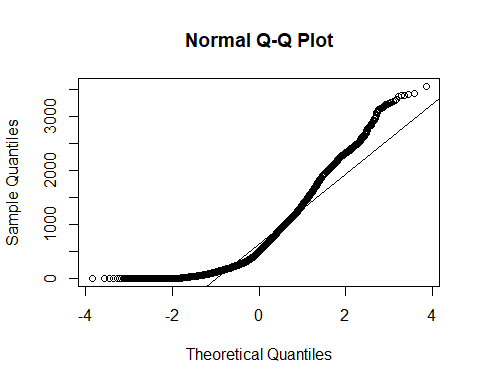 Normal Q-Q Plot
Sample Quantiles
3000
2000
1000
0
-4 -2 0 2 4
Theoretical Quantiles